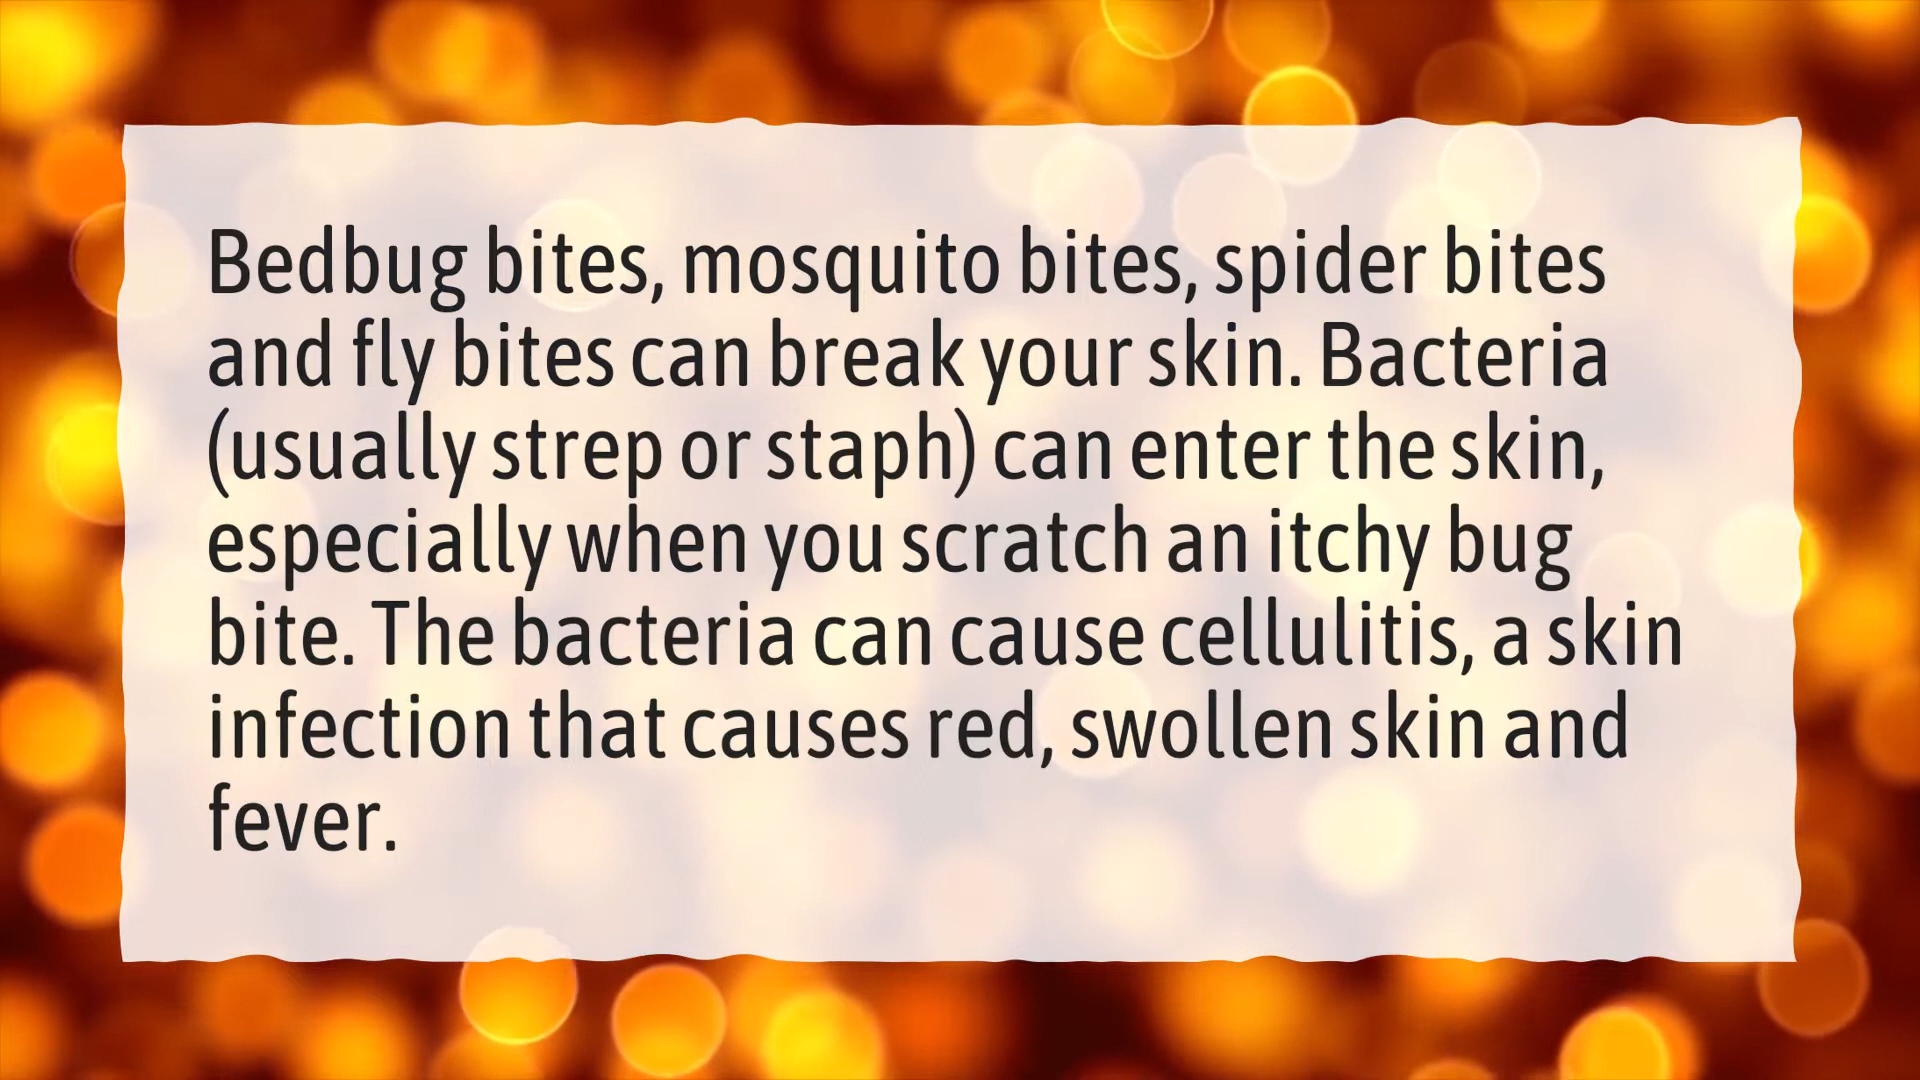 Bedbug bites, mosquito bites, spider bites
and fly bites can break your skin. Bacteria
(usually strep or staph) can enter the skin,
especially when you scratch an itchy bug
bite. The bacteria can cause cellulitis, a skin
infection that causes red, swollen skin and
fever.